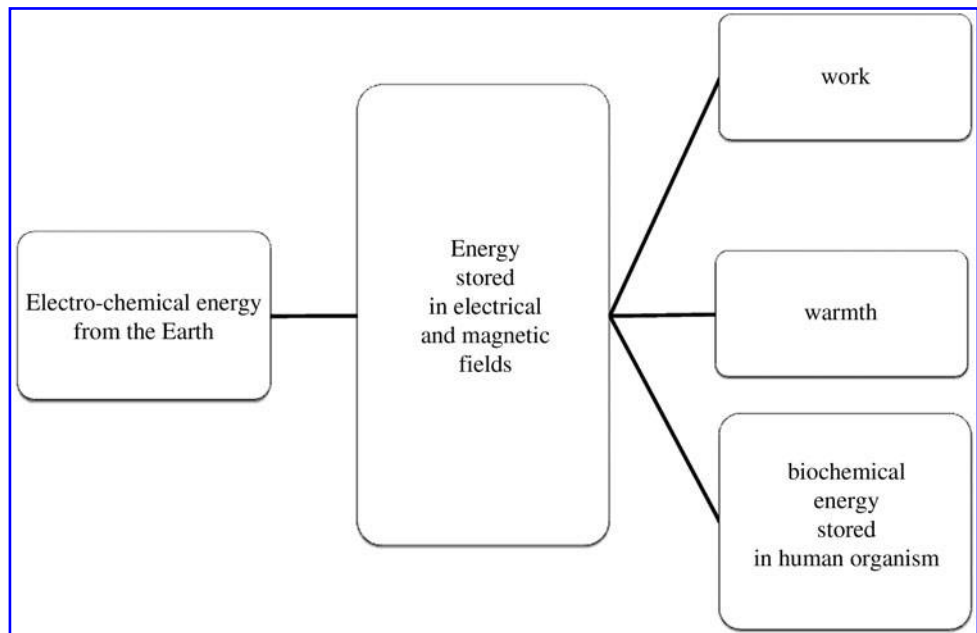 Electro-chemical energy
from the Earth
Energy
stored
in electrical
and magnetic
fields
work
warmth
biochemical
energy
stored
in human organism